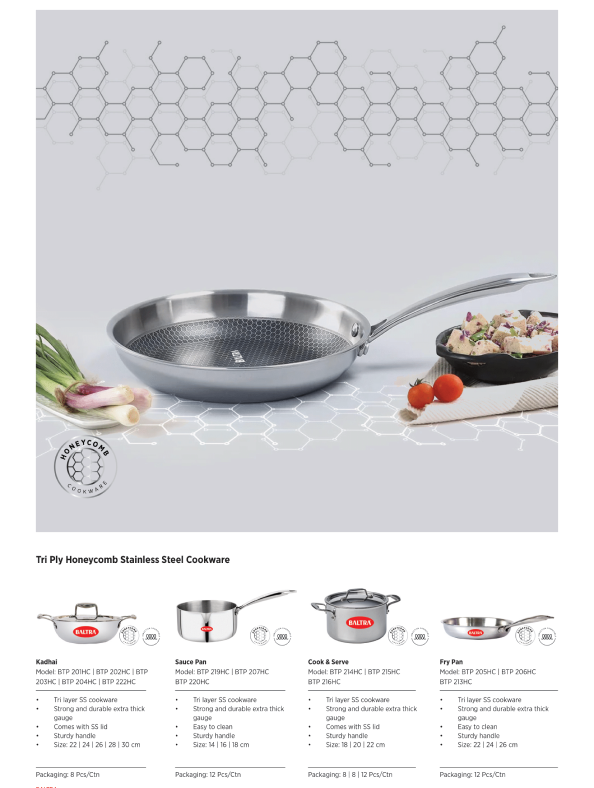 BALTRA
HONEYCOMB
COOKWARE
Tri Ply Honeycomb Stainless Steel Cookware
BALTRA
BALTRA
BALTRA
BALTRA
Kadhai
Model: BTP 201HC | BTP 202HC | BTP
203HC | BTP 204HC | BTP 222HC
• Tri layer SS cookware
• Strong and durable extra thick
gauge
• Comes with SS lid
• Sturdy handle
• Size: 22 | 24 | 26 | 28 | 30 cm
Packaging: 8 Pcs/Ctn
Sauce Pan
Model: BTP 219HC | BTP 207HC
BTP 220HC
• Tri layer SS cookware
• Strong and durable extra thick
gauge
• Easy to clean
• Sturdy handle
• Size: 14 | 16 | 18 cm
Packaging: 12 Pcs/Ctn
Cook & Serve
Model: BTP 214HC | BTP 215HC
BTP 216HC
• Tri layer SS cookware
• Strong and durable extra thick
gauge
• Comes with SS lid
• Sturdy handle
• Size: 18 | 20 | 22 cm
Packaging: 8 | 8 | 12 Pcs/Ctn
Fry Pan
Model: BTP 205HC | BTP 206HC
BTP 213HC
• Tri layer SS cookware
• Strong and durable extra thick
gauge
• Easy to clean
• Sturdy handle
• Size: 22 | 24 | 26 cm
Packaging: 12 Pcs/Ctn